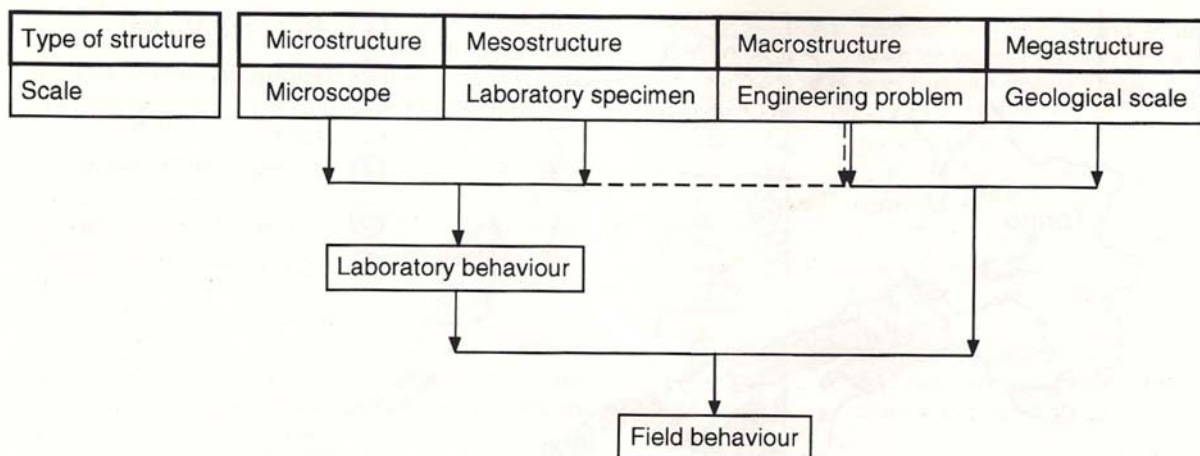 Type of structure
Microstructure
Mesostructure
Macrostructure
Megastructure
Scale
Microscope
Laboratory specimen
Engineering problem
Geological scale
Laboratory behaviour
Field behaviour